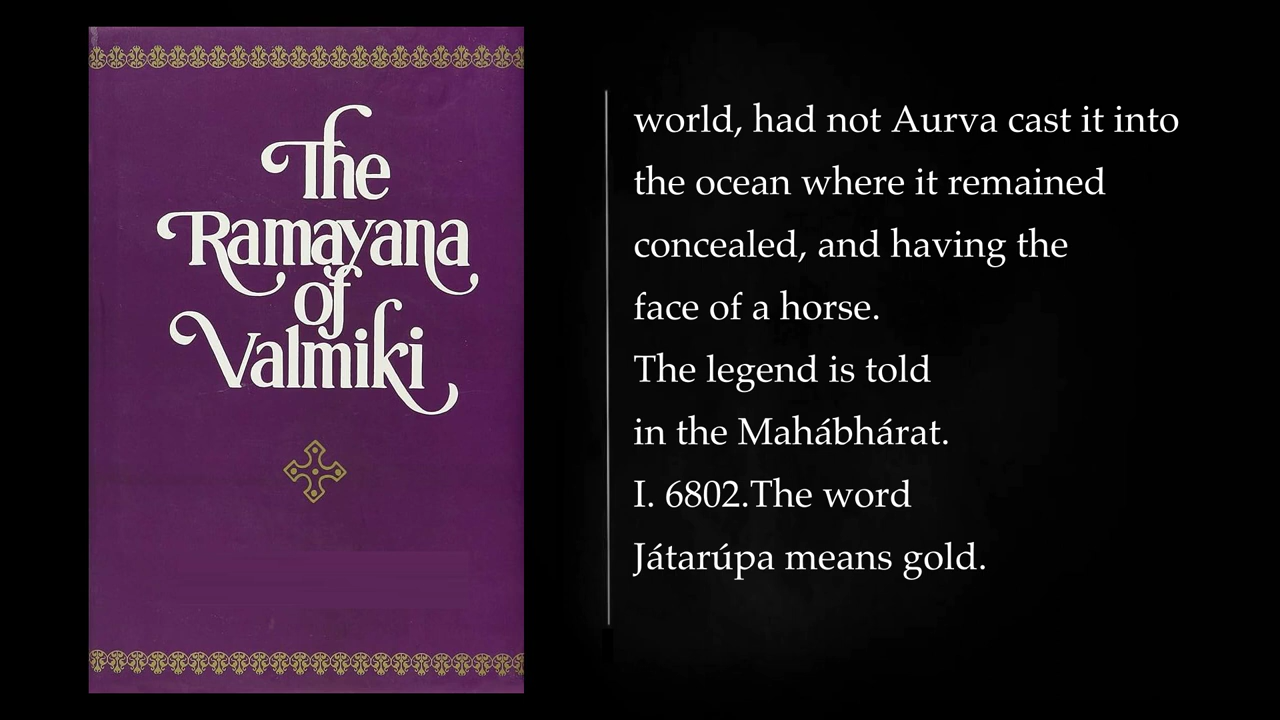 The
Ramayana
of
Valmiki
world, had not Aurva cast it into
the ocean where it remained
concealed, and having the
face of a horse.
The legend is told
in the Mahábhárat.
I. 6802.The word
Játarúpa means gold.